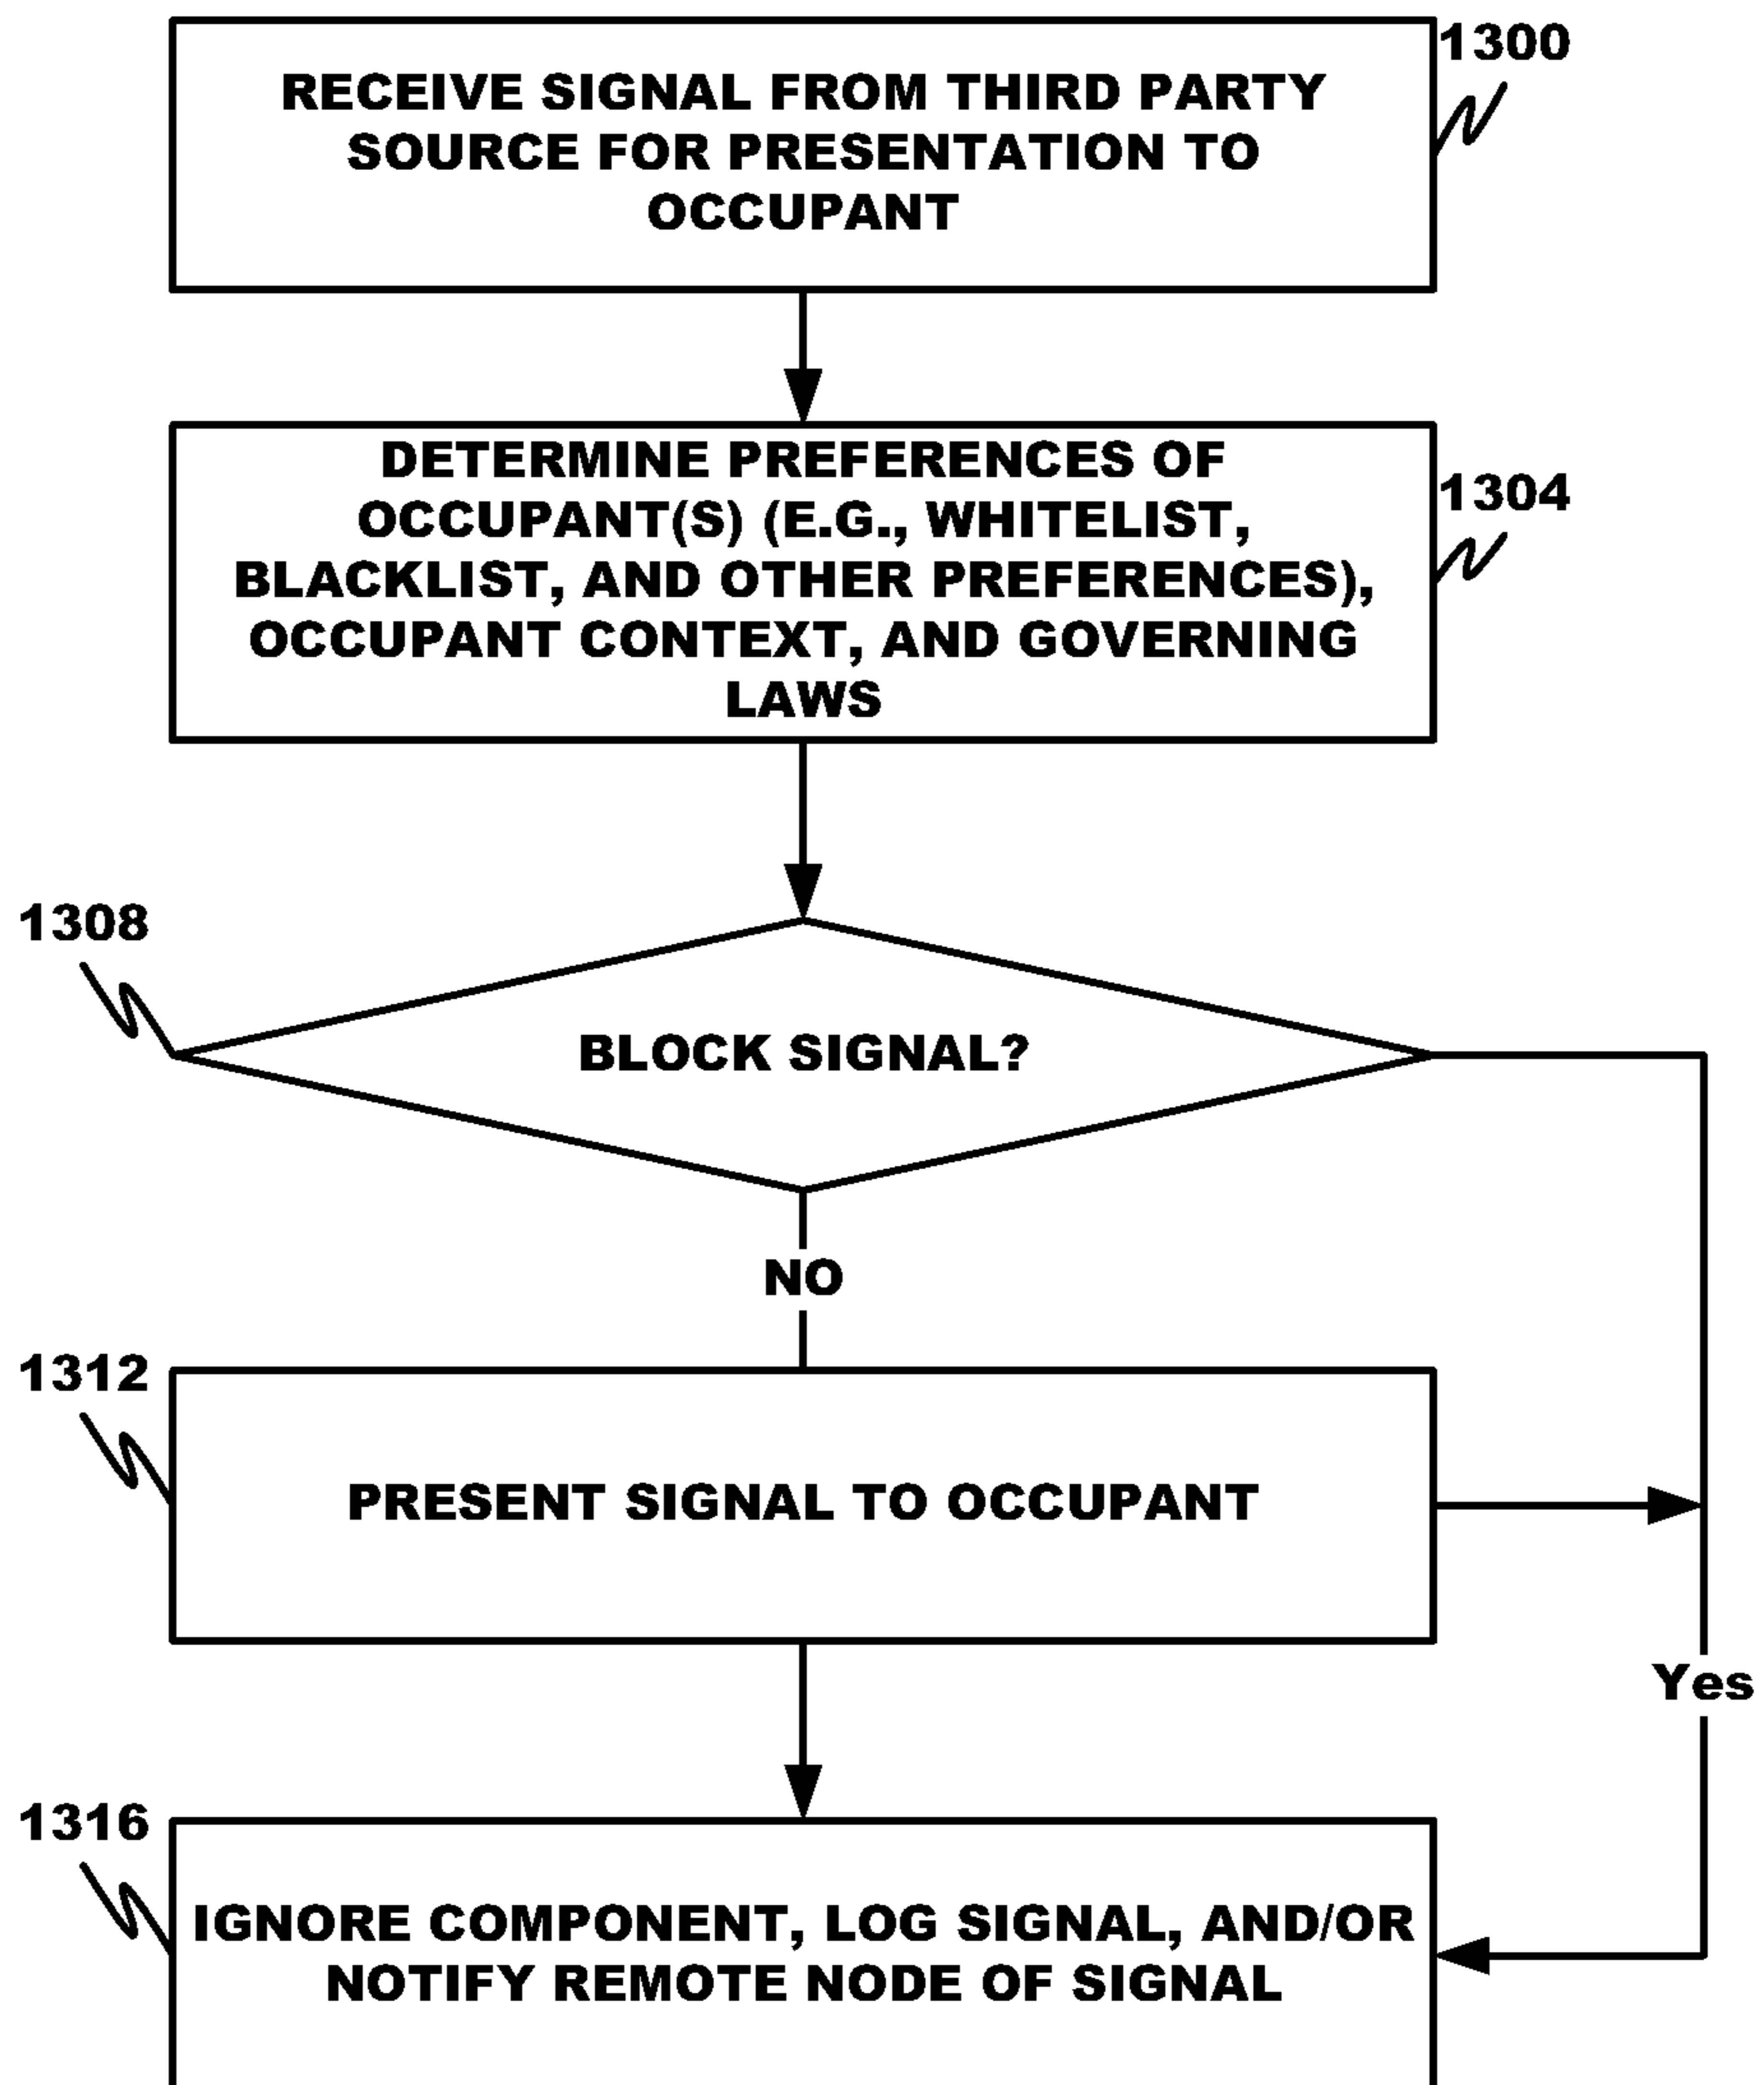 1300
RECEIVE SIGNAL FROM THIRD PARTY
SOURCE FOR PRESENTATION TO
OCCUPANT
1304
DETERMINE PREFERENCES OF
OCCUPANT(S) (E.G., WHITELIST,
BLACKLIST, AND OTHER PREFERENCES),
OCCUPANT CONTEXT, AND GOVERNING
LAWS
1308
BLOCK SIGNAL?
NO
1312
PRESENT SIGNAL TO OCCUPANT
Yes
1316
IGNORE COMPONENT, LOG SIGNAL, AND/OR
NOTIFY REMOTE NODE OF SIGNAL